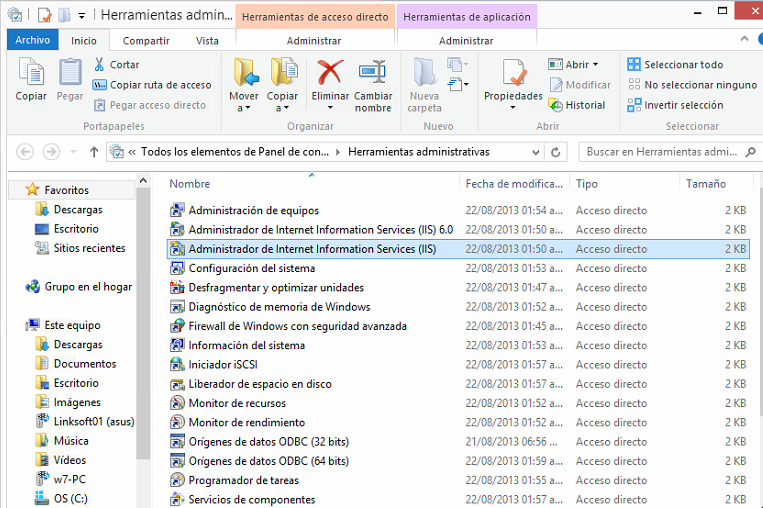 Herramientas admini...
Herramientas de acceso directo
Herramientas de aplicación
Archivo
Inicio
Compartir
Vista
Administrar
Administrar
Copiar
Pegar
Cortar
Copiar ruta de acceso
Pegar acceso directo
Mover a
Copiar a
Eliminar
Cambiar nombre
Nueva carpeta
Propiedades
Abrir
Modificar
Historial
Seleccionar todo
No seleccionar ninguno
Invertir selección
Portapapeles
Organizar
Nuevo
Abrir
Seleccionar
« Todos los elementos de Panel de con... Herramientas administrativas
Buscar en Herramientas admi...
Nombre Fecha de modifica... Tipo Tamaño
Favoritos
Descargas
Escritorio
Sitios recientes
Grupo en el hogar
Este equipo
Descargas
Documentos
Escritorio
Imágenes
Linksoft01 (asus)
Música
Vídeos
w7-PC
OS (C:)
Administración de equipos 22/08/2013 01:54 a... Acceso directo 2 KB
Administrador de Internet Information Services (IIS) 6.0 22/08/2013 01:50 a... Acceso directo 2 KB
Administrador de Internet Information Services (IIS) 22/08/2013 01:50 a... Acceso directo 2 KB
Configuración del sistema 22/08/2013 01:53 a... Acceso directo 2 KB
Desfragmentar y optimizar unidades 22/08/2013 01:47 a... Acceso directo 2 KB
Diagnóstico de memoria de Windows 22/08/2013 01:52 a... Acceso directo 2 KB
Firewall de Windows con seguridad avanzada 22/08/2013 01:45 a... Acceso directo 2 KB
Información del sistema 22/08/2013 01:53 a... Acceso directo 2 KB
Iniciador iSCSI 22/08/2013 01:57 a... Acceso directo 2 KB
Liberador de espacio en disco 22/08/2013 01:57 a... Acceso directo 2 KB
Monitor de recursos 22/08/2013 01:52 a... Acceso directo 2 KB
Monitor de rendimiento 22/08/2013 01:52 a... Acceso directo 2 KB
Orígenes de datos ODBC (32 bits) 21/08/2013 06:56 ... Acceso directo 2 KB
Orígenes de datos ODBC (64 bits) 22/08/2013 01:59 a... Acceso directo 2 KB
Programador de tareas 22/08/2013 01:55 a... Acceso directo 2 KB
Servicios de componentes 22/08/2013 01:57 a... Acceso directo 2 KB